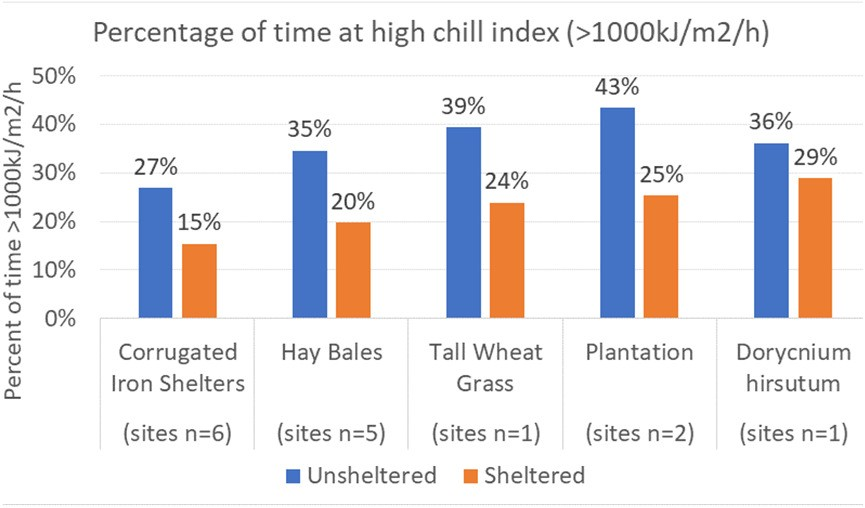 Percentage of time at high chill index (>1000kJ/m2/h)
Percent of time >1000kJ/m2/h
50%
40%
30%
20%
10%
0%
27%
15%
35%
20%
39%
24%
43%
25%
36%
29%
Corrugated
Iron Shelters
(sites n=6)
Hay Bales
(sites n=5)
Tall Wheat
Grass
(sites n=1)
Plantation
(sites n=2)
Dorycnium
hirsutum
(sites n=1)
Unsheltered
Sheltered